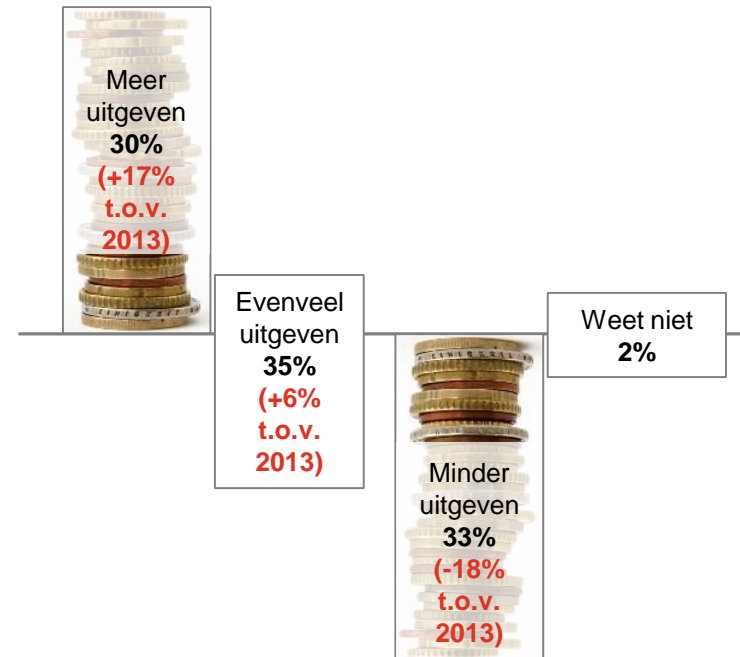 Meer
uitgeven
30%
(+17%
t.o.v.
2013)
Evenveel
uitgeven
35%
(+6%
t.o.v.
2013)
Minder
uitgeven
33%
(-18%
t.o.v.
2013)
Weet niet
2%